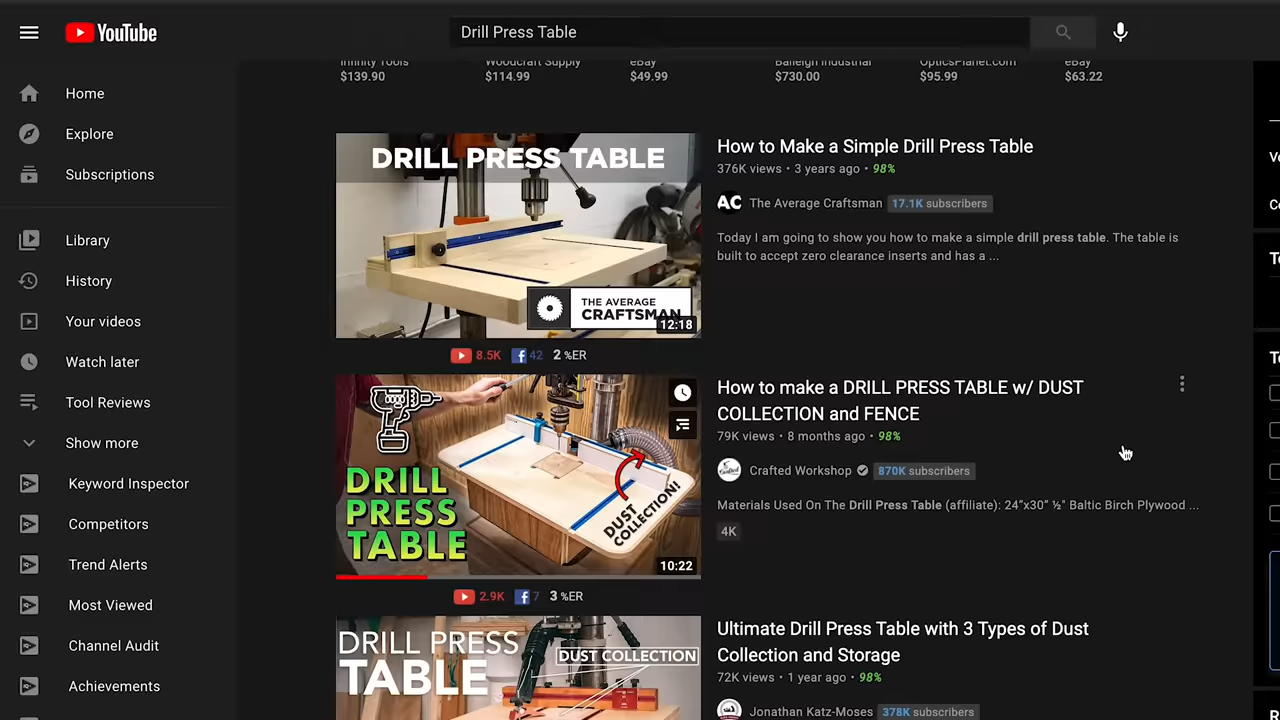 YouTube
Drill Press Table
Infinity Tools
Woodcraft Supply
eBay
Baileigh Industrial
OpticsPlanet.com
eBay
$139.90
$114.99
$49.99
$730.00
$95.99
$63.22
Home
Explore
Subscriptions
Library
History
Your videos
Watch later
Tool Reviews
Show more
Keyword Inspector
Competitors
Trend Alerts
Most Viewed
Channel Audit
Achievements
DRILL PRESS TABLE
THE AVERAGE
CRAFTSMAN
12:18
How to Make a Simple Drill Press Table
376K views • 3 years ago • 98%
AC The Average Craftsman 17.1K subscribers
Today I am going to show you how to make a simple drill press table. The table is
built to accept zero clearance inserts and has a ...
8.5K 42 2 %ER
DRILL
PRESS
TABLE
DUST
COLLECTION!
10:22
How to make a DRILL PRESS TABLE w/ DUST
COLLECTION and FENCE
79K views • 8 months ago • 98%
Crafted Workshop 870K subscribers
Materials Used On The Drill Press Table (affiliate): 24”x30” ½" Baltic Birch Plywood ...
4K
2.9K 7 3 %ER
DRILL PRESS
TABLE
DUST COLLECTION
Ultimate Drill Press Table with 3 Types of Dust
Collection and Storage
72K views • 1 year ago • 98%
Jonathan Katz-Moses 378K subscribers